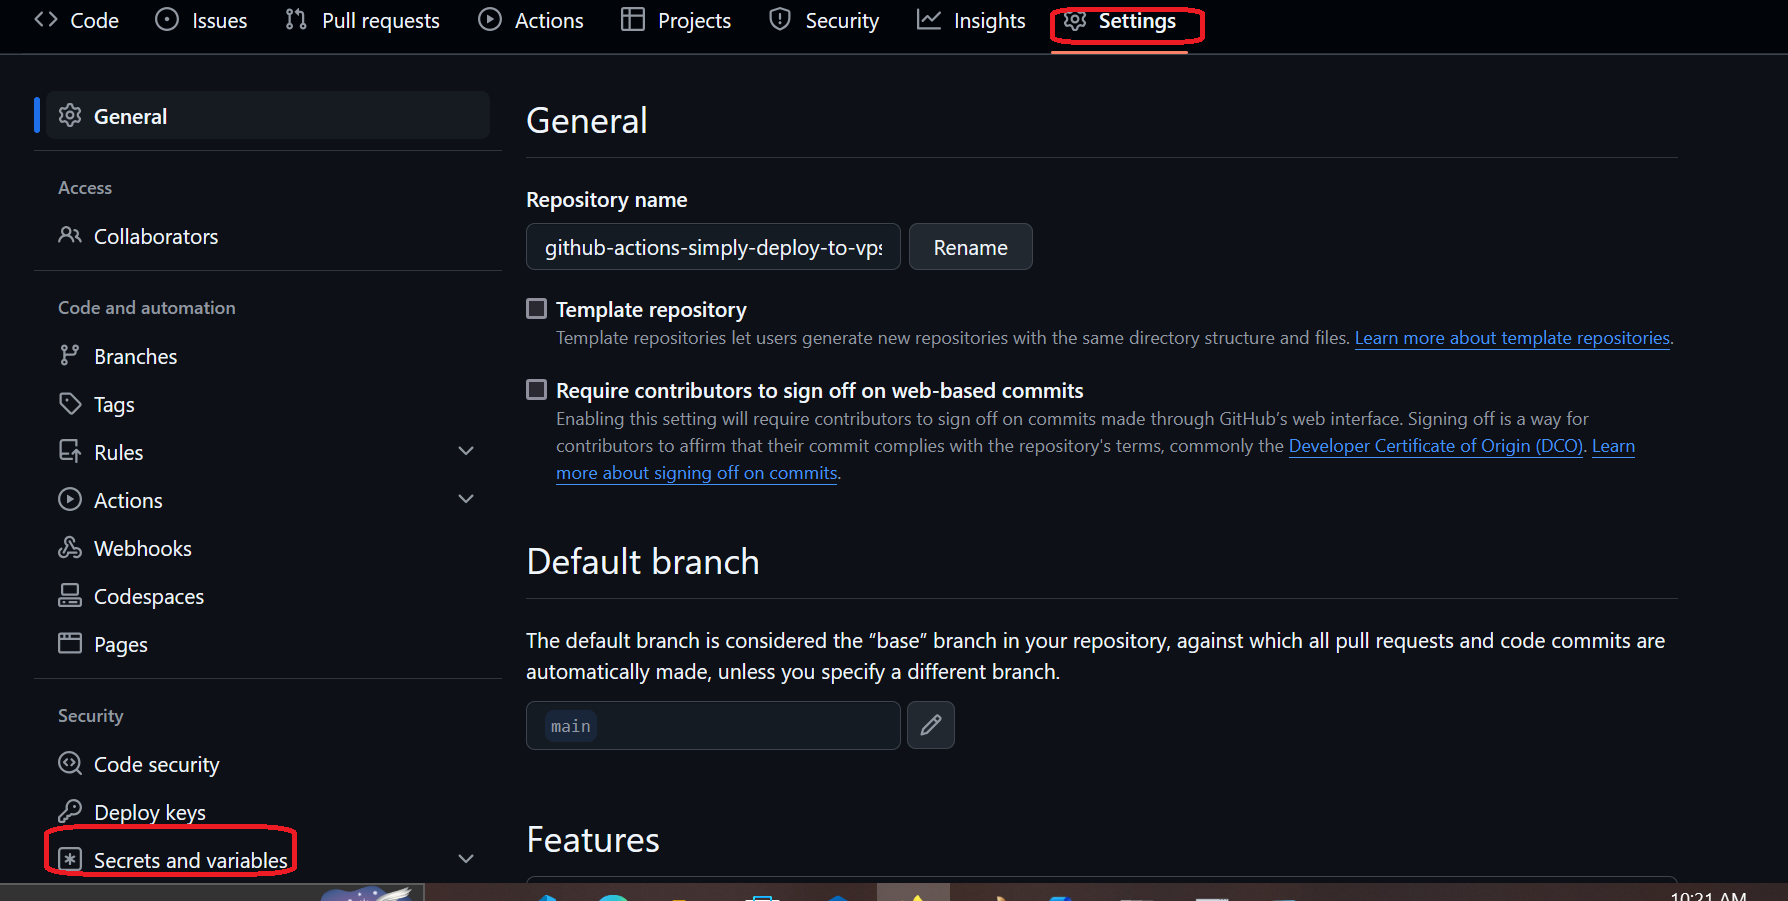 Code Issues Pull requests Actions Projects Security Insights Settings
General
Access
Collaborators
Code and automation
Branches
Tags
Rules
Actions
Webhooks
Codespaces
Pages
Security
Code security
Deploy keys
Secrets and variables
General
Repository name
github-actions-simply-deploy-to-vps
Rename
Template repository
Template repositories let users generate new repositories with the same directory structure and files. Learn more about template repositories.
Require contributors to sign off on web-based commits
Enabling this setting will require contributors to sign off on commits made through GitHub’s web interface. Signing off is a way for
contributors to affirm that their commit complies with the repository's terms, commonly the Developer Certificate of Origin (DCO). Learn
more about signing off on commits.
Default branch
The default branch is considered the “base” branch in your repository, against which all pull requests and code commits are
automatically made, unless you specify a different branch.
main
Features
10:21 AM